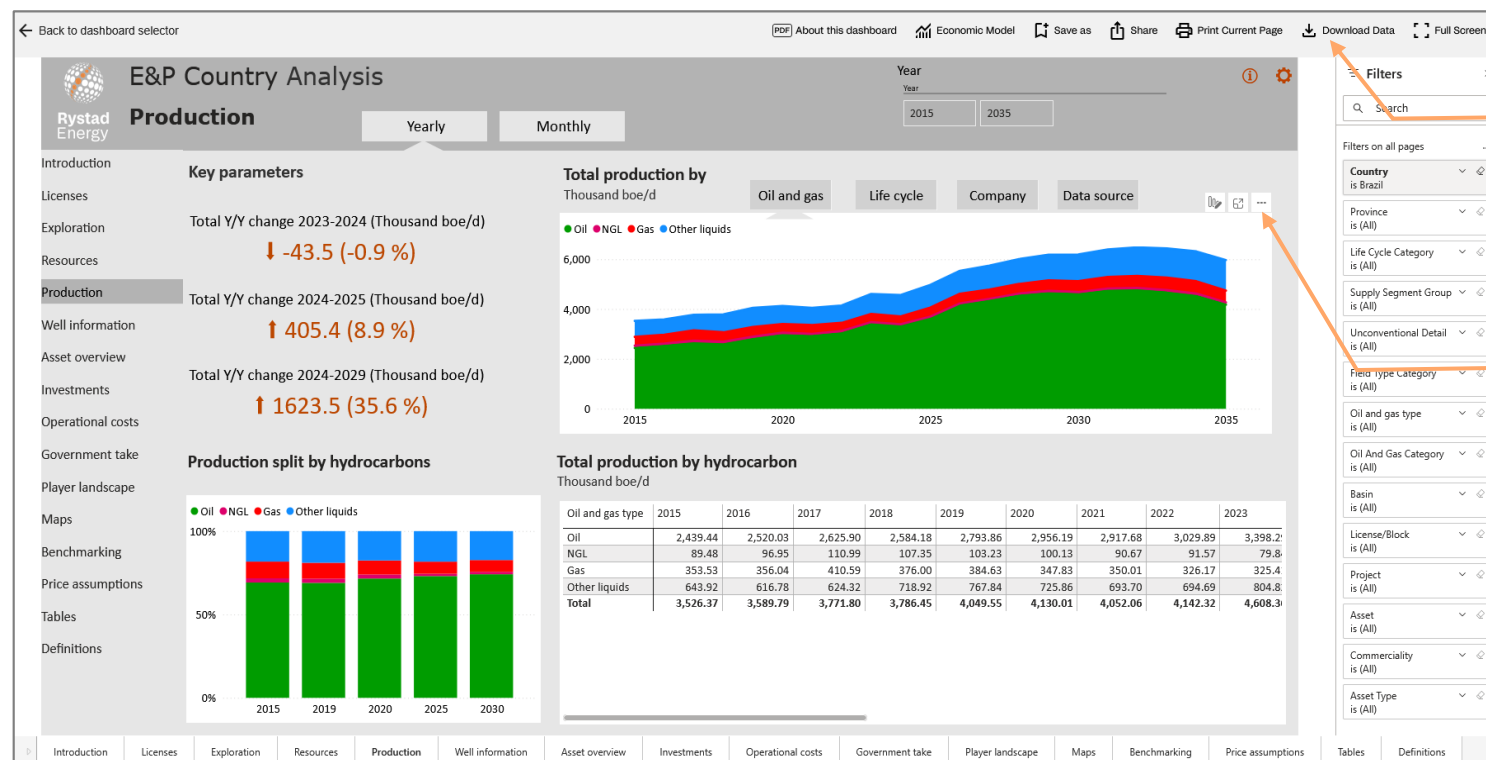 Back to dashboard selector
PDF About this dashboard
Economic Model
Save as
Share
Print Current Page
Download Data
Full Screen
Rystad
Energy
E&P Country Analysis
Production
Yearly
Monthly
Year
Year
2015 2035
Introduction
Licenses
Exploration
Resources
Production
Well information
Asset overview
Investments
Operational costs
Government take
Player landscape
Maps
Benchmarking
Price assumptions
Tables
Definitions
Key parameters
Total Y/Y change 2023-2024 (Thousand boe/d)
-43.5 (-0.9 %)
Total Y/Y change 2024-2025 (Thousand boe/d)
405.4 (8.9 %)
Total Y/Y change 2024-2029 (Thousand boe/d)
1623.5 (35.6 %)
Total production by
Thousand boe/d
Oil and gas
Life cycle
Company
Data source
Oil NGL Gas Other liquids
6,000
4,000
2,000
0
2015 2020 2025 2030 2035
Production split by hydrocarbons
Oil NGL Gas Other liquids
100%
50%
0%
2015 2019 2020 2025 2030
Total production by hydrocarbon
Thousand boe/d
Oil and gas type 2015 2016 2017 2018 2019 2020 2021 2022 2023
Oil 2,439.44 2,520.03 2,625.90 2,584.18 2,793.86 2,956.19 2,917.68 3,029.89
NGL 89.48 96.95 110.99 107.35 103.23 100.13 90.67 91.57
Gas 353.53 356.04 410.59 376.00 384.63 347.83 350.01 326.17
Other liquids 643.92 616.78 624.32 718.92 767.84 725.86 693.70 694.69
Total 3,526.37 3,589.79 3,771.80 3,786.45 4,049.55 4,130.01 4,052.06 4,142.32
Filters
Search
Filters on all pages
Country
is Brazil
Province
is (All)
Life Cycle Category
is (All)
Supply Segment Group
is (All)
Unconventional Detail
is (All)
Field Type Category
is (All)
Oil and gas type
is (All)
Oil And Gas Category
is (All)
Basin
is (All)
License/Block
is (All)
Project
is (All)
Asset
is (All)
Commerciality
is (All)
Asset Type
is (All)
Introduction Licenses Exploration Resources Production Well information Asset overview Investments Operational costs Government take Player landscape Maps Benchmarking Price assumptions Tables Definitions